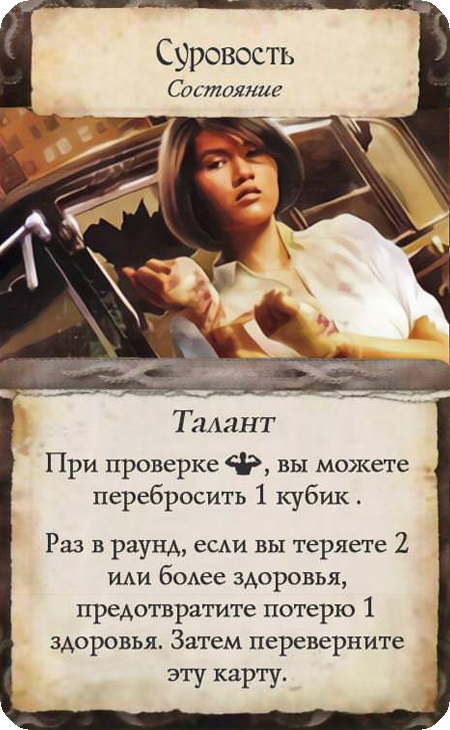 Суровость
Состояние
Талант
При проверке , вы можете
перебросить 1 кубик .
Раз в раунд, если вы теряете 2
или более здоровья,
предотвратите потерю 1
здоровья. Затем переверните
эту карту.